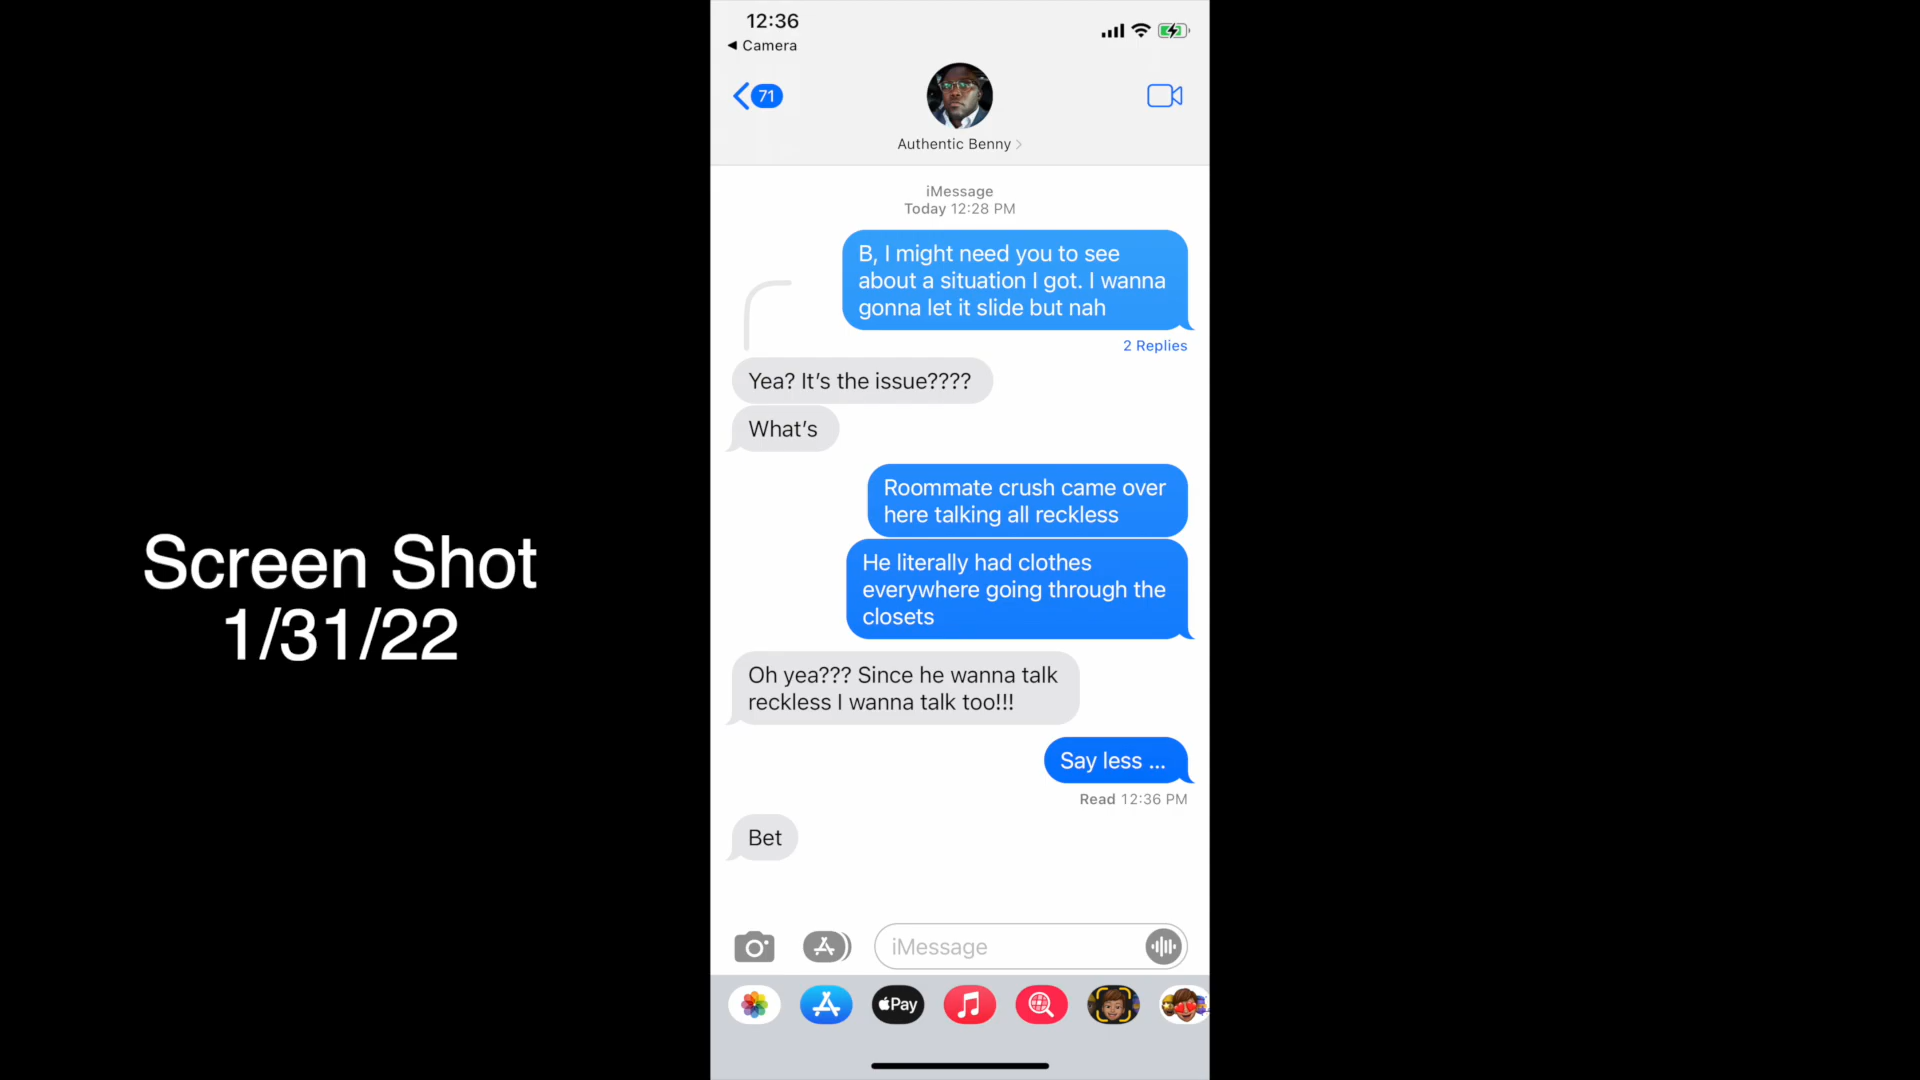 12:36
◀ Camera
71
Authentic Benny
iMessage
Today 12:28 PM
B, I might need you to see
about a situation I got. I wanna
gonna let it slide but nah
2 Replies
Yea? It’s the issue????
What’s
Roommate crush came over
here talking all reckless
He literally had clothes
everywhere going through the
closets
Oh yea??? Since he wanna talk
reckless I wanna talk too!!!
Say less ...
Read 12:36 PM
Bet
iMessage
Pay
Screen Shot
1/31/22